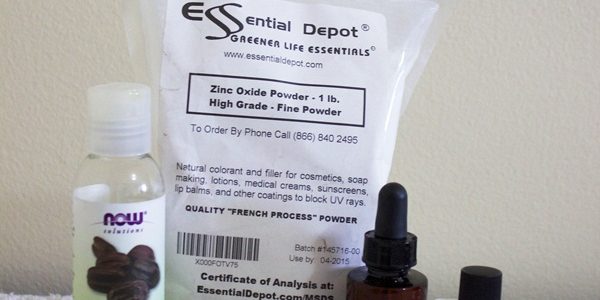 ESSential Depot®
GREENER LIFE ESSENTIALS©
www.essentialdepot.com
Zinc Oxide Powder - 1 lb.
High Grade - Fine Powder
To Order By Phone Call (866) 840 2495
Natural colorant and filler for cosmetics, soap
making, lotions, medical creams, sunscreens,
lip balms, and other coatings to block UV rays.
QUALITY "FRENCH PROCESS" POWDER
Batch #145716-00
X000FOTV75
Use by 04-2015
Certificate of Analysis at:
EssentialDepot.com/MSDS
NOW
solutions